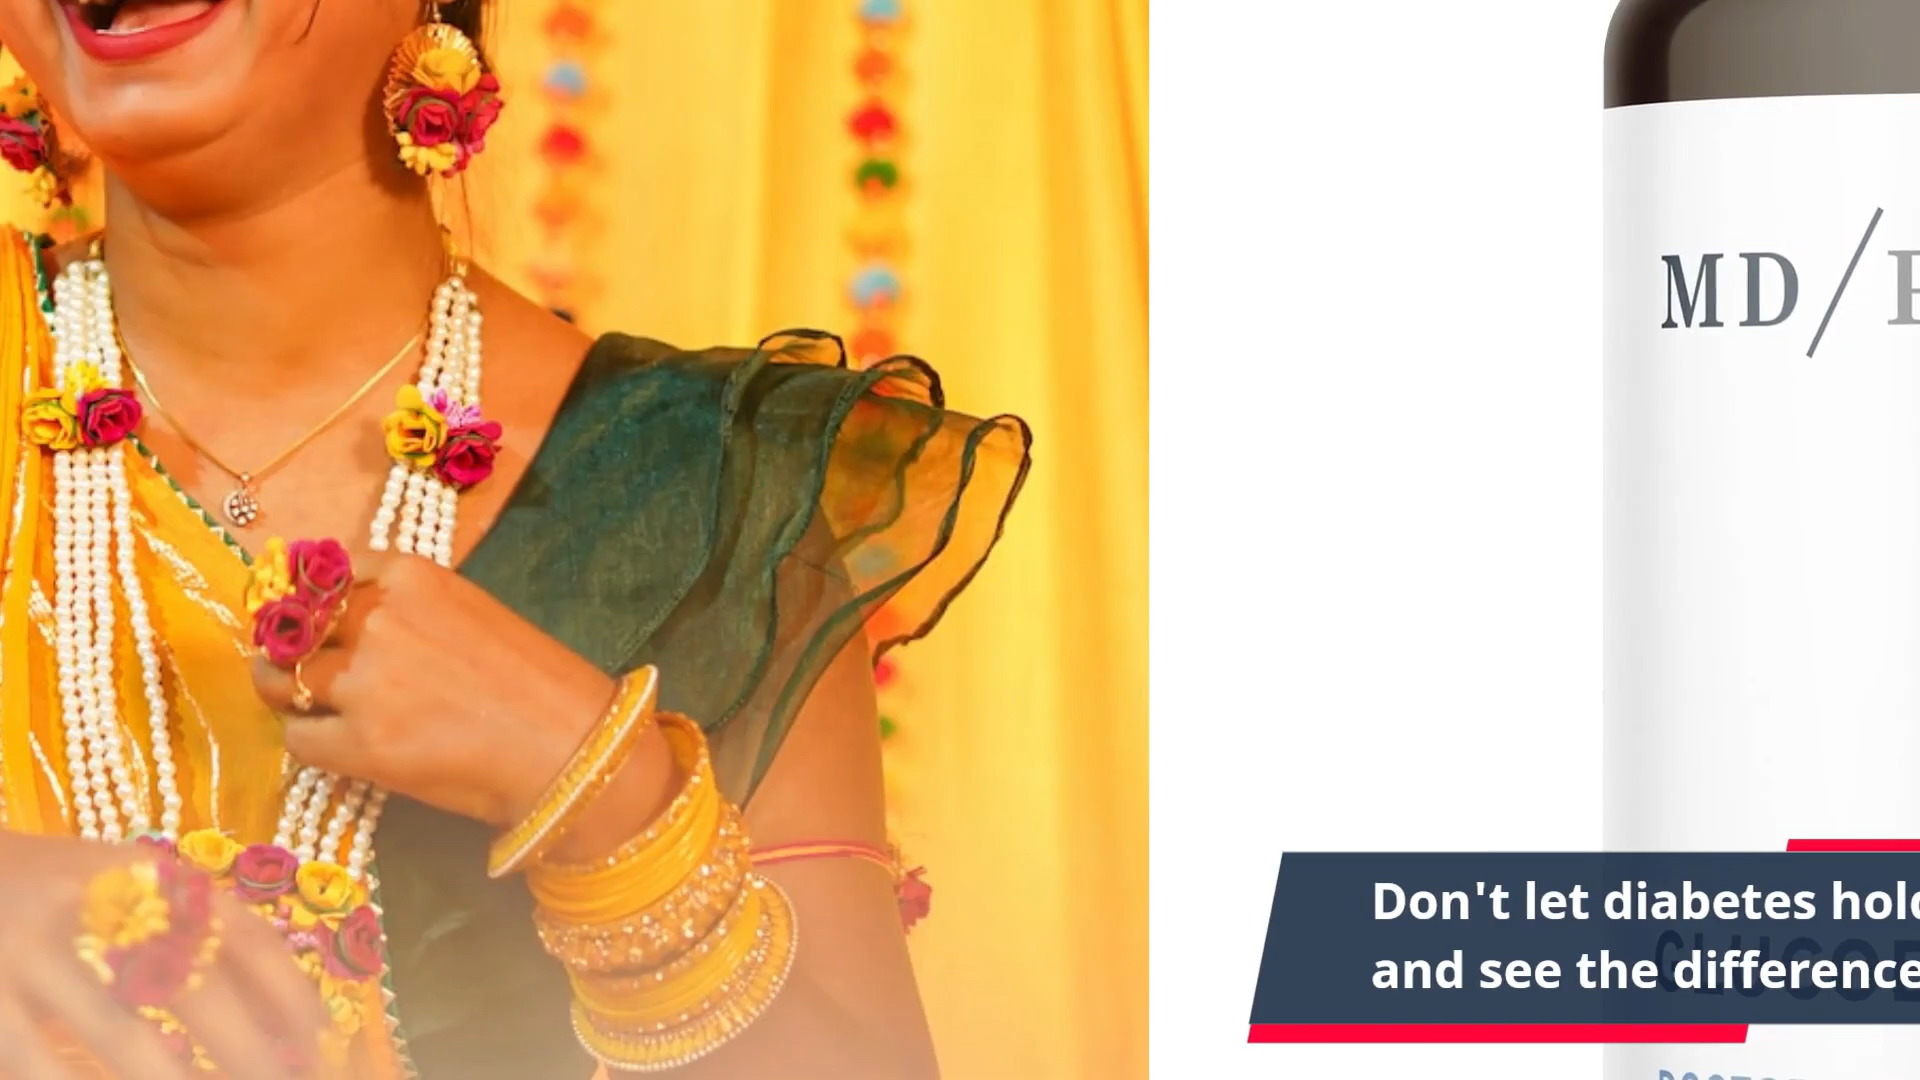 MD/
Don't let diabetes hol
and see the difference